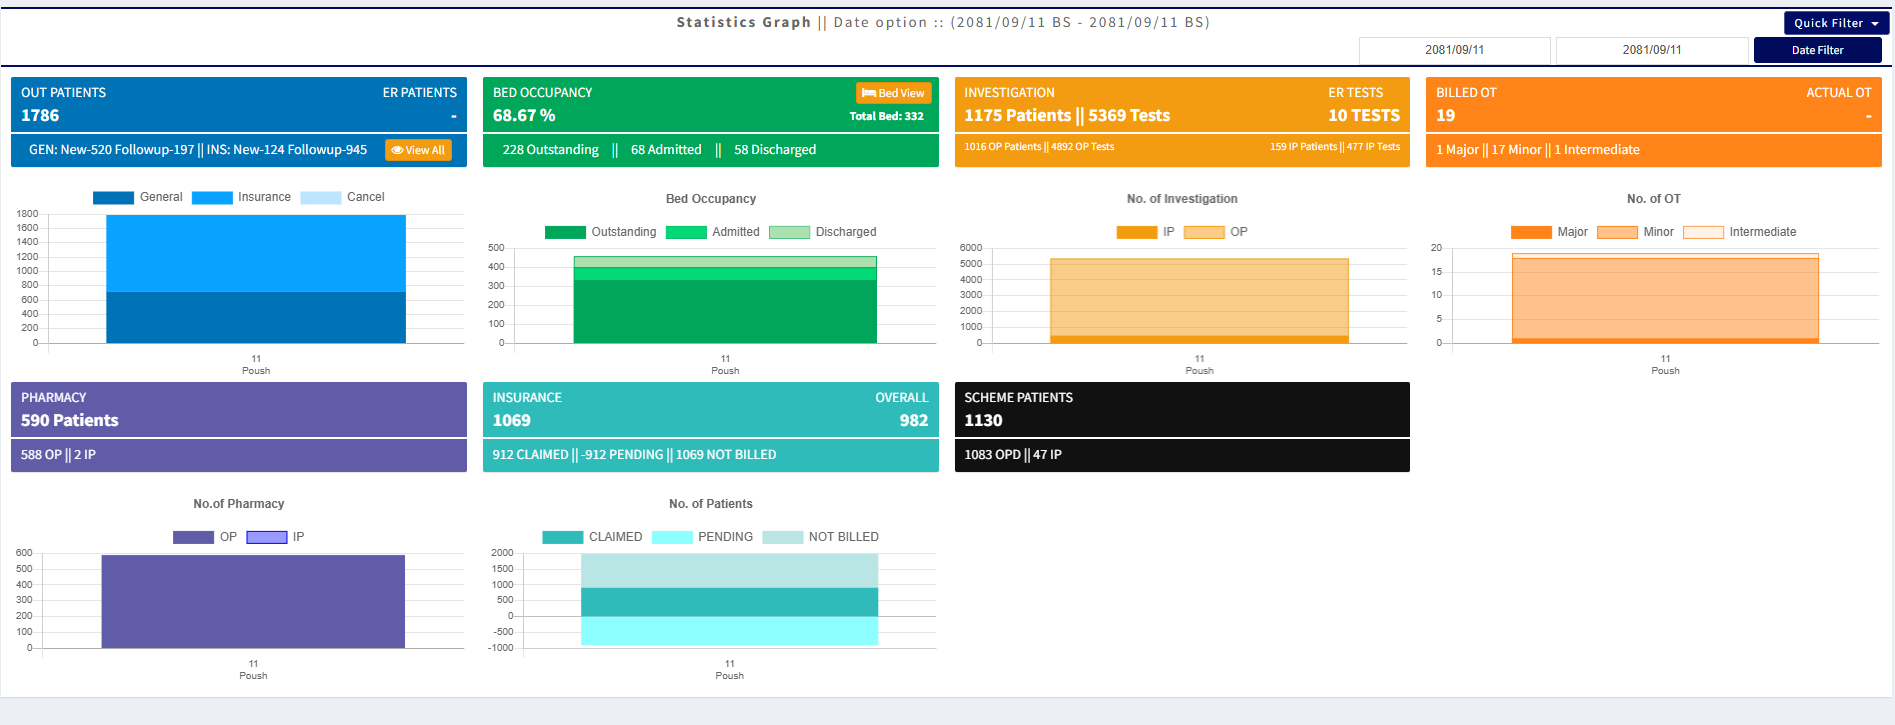 Statistics Graph || Date option :: (2081/09/11 BS - 2081/09/11 BS)
Quick Filter
2081/09/11 2081/09/11 Date Filter
OUT PATIENTS ER PATIENTS
1786 -
GEN: New-520 Followup-197 || INS: New-124 Followup-945 View All
BED OCCUPANCY Bed View
68.67 % Total Bed: 332
228 Outstanding || 68 Admitted || 58 Discharged
INVESTIGATION ER TESTS
1175 Patients || 5369 Tests 10 TESTS
1016 OP Patients || 4892 OP Tests 159 IP Patients || 477 IP Tests
BILLED OT ACTUAL OT
19 -
1 Major || 17 Minor || 1 Intermediate
General Insurance Cancel
1800
1600
1400
1200
1000
800
600
400
200
0
11
Poush
Bed Occupancy
Outstanding Admitted Discharged
500
400
300
200
100
0
11
Poush
No. of Investigation
IP OP
6000
5000
4000
3000
2000
1000
0
11
Poush
No. of OT
Major Minor Intermediate
20
15
10
5
0
11
Poush
PHARMACY
590 Patients
588 OP || 2 IP
INSURANCE OVERALL
1069 982
912 CLAIMED || -912 PENDING || 1069 NOT BILLED
SCHEME PATIENTS
1130
1083 OPD || 47 IP
No.of Pharmacy
OP IP
600
500
400
300
200
100
0
11
Poush
No. of Patients
CLAIMED PENDING NOT BILLED
2000
1500
1000
500
0
-500
-1000
11
Poush